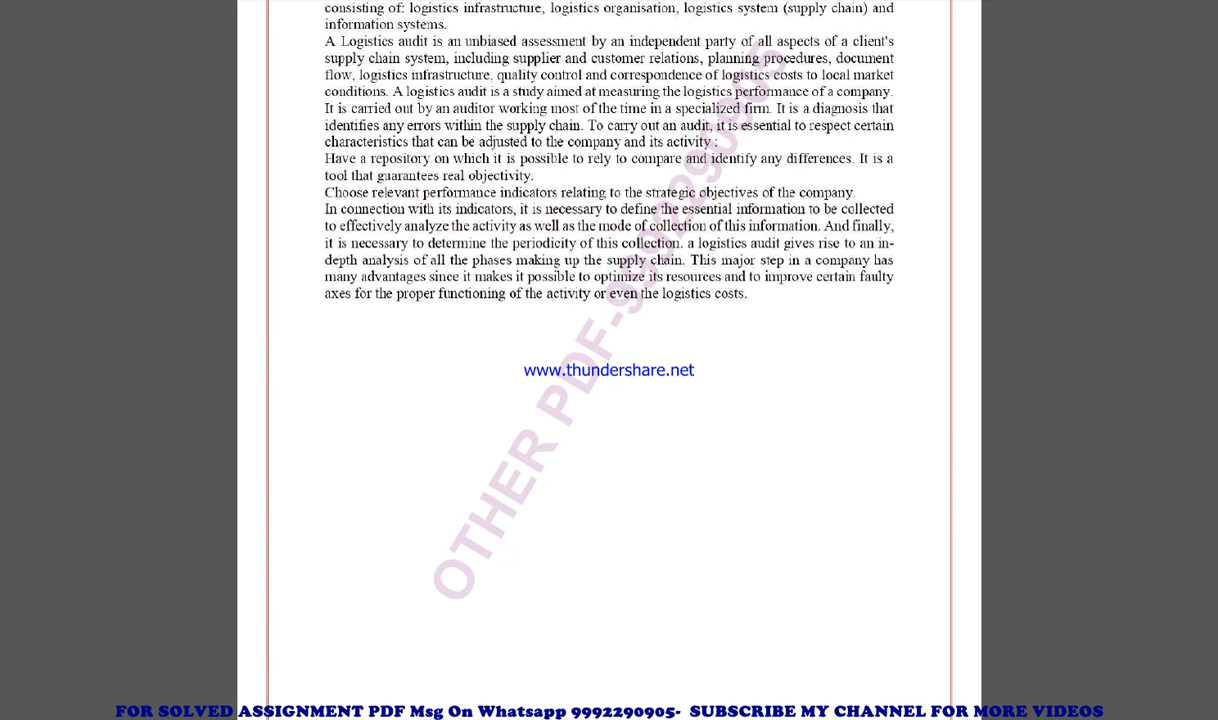 consisting of: logistics infrastructure, logistics organisation, logistics system (supply chain) and
information systems.
A Logistics audit is an unbiased assessment by an independent party of all aspects of a client's
supply chain system, including supplier and customer relations, planning procedures, document
flow, logistics infrastructure, quality control and correspondence of logistics costs to local market
conditions. A logistics audit is a study aimed at measuring the logistics performance of a company.
It is carried out by an auditor working most of the time in a specialized firm. It is a diagnosis that
identifies any errors within the supply chain. To carry out an audit, it is essential to respect certain
characteristics that can be adjusted to the company and its activity :
Have a repository on which it is possible to rely to compare and identify any differences. It is a
tool that guarantees real objectivity.
Choose relevant performance indicators relating to the strategic objectives of the company.
In connection with its indicators, it is necessary to define the essential information to be collected
to effectively analyze the activity as well as the mode of collection of this information. And finally,
it is necessary to determine the periodicity of this collection. a logistics audit gives rise to an in-
depth analysis of all the phases making up the supply chain. This major step in a company has
many advantages since it makes it possible to optimize its resources and to improve certain faulty
axes for the proper functioning of the activity or even the logistics costs.
www.thundershare.net
OTHER PDF-9992290905
FOR SOLVED ASSIGNMENT PDF Msg On Whatsapp 9992290905- SUBSCRIBE MY CHANNEL FOR MORE VIDEOS